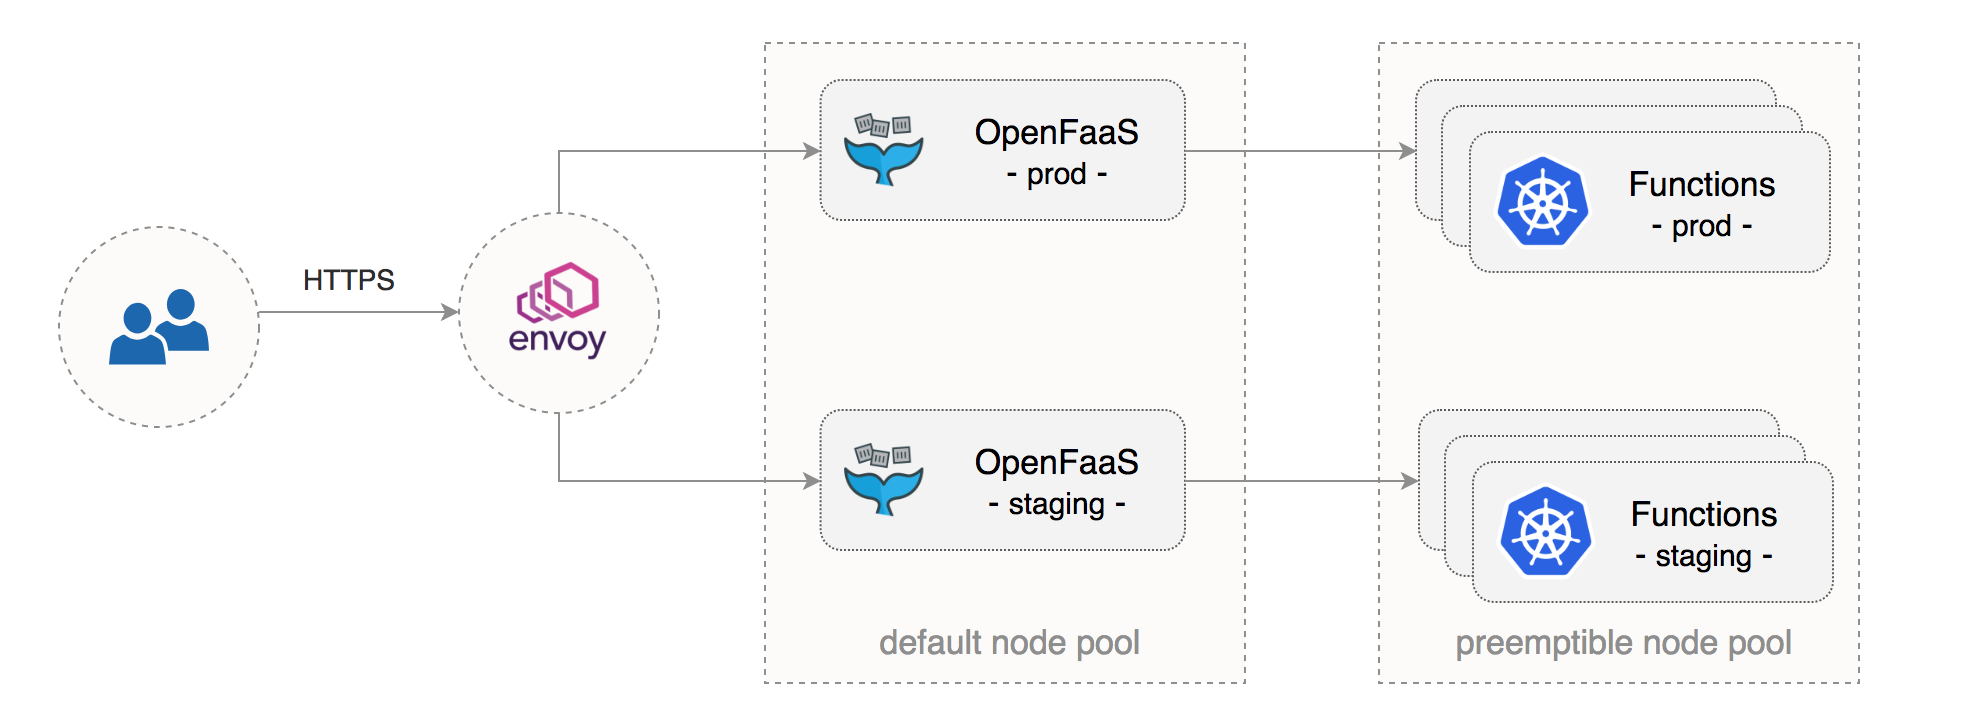 HTTPS
envoy
OpenFaaS
- prod -
Functions
- prod -
OpenFaaS
- staging -
Functions
- staging -
default node pool
preemptible node pool